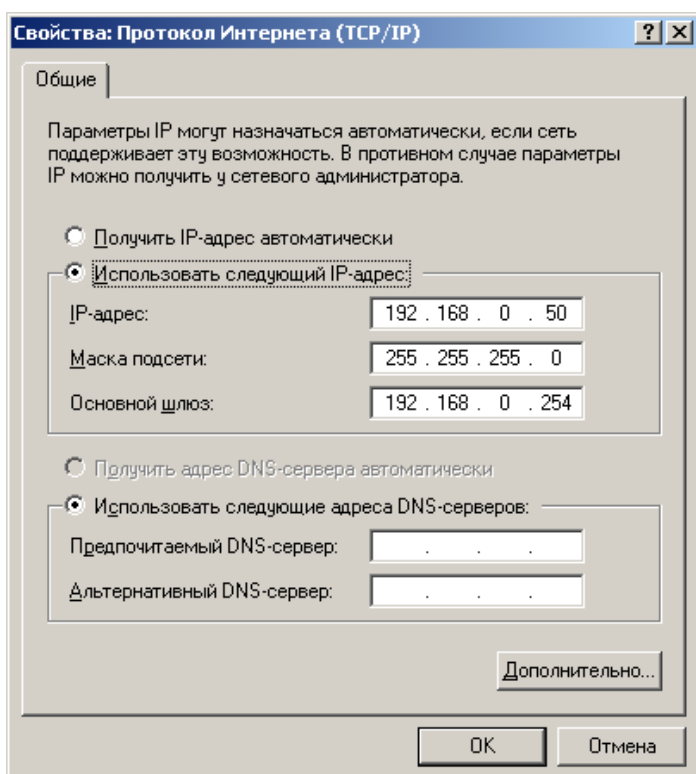 Свойства: Протокол Интернета (TCP/IP)
Общие
Параметры IP могут назначаться автоматически, если сеть
поддерживает эту возможность. В противном случае параметры
IP можно получить у сетевого администратора.
Получить IP-адрес автоматически
Использовать следующий IP-адрес:
IP-адрес: 192 . 168 . 0 . 50
Маска подсети: 255 . 255 . 255 . 0
Основной шлюз: 192 . 168 . 0 . 254
Получить адрес DNS-сервера автоматически
Использовать следующие адреса DNS-серверов:
Предпочитаемый DNS-сервер: . . .
Альтернативный DNS-сервер: . . .
Дополнительно...
OK Отмена